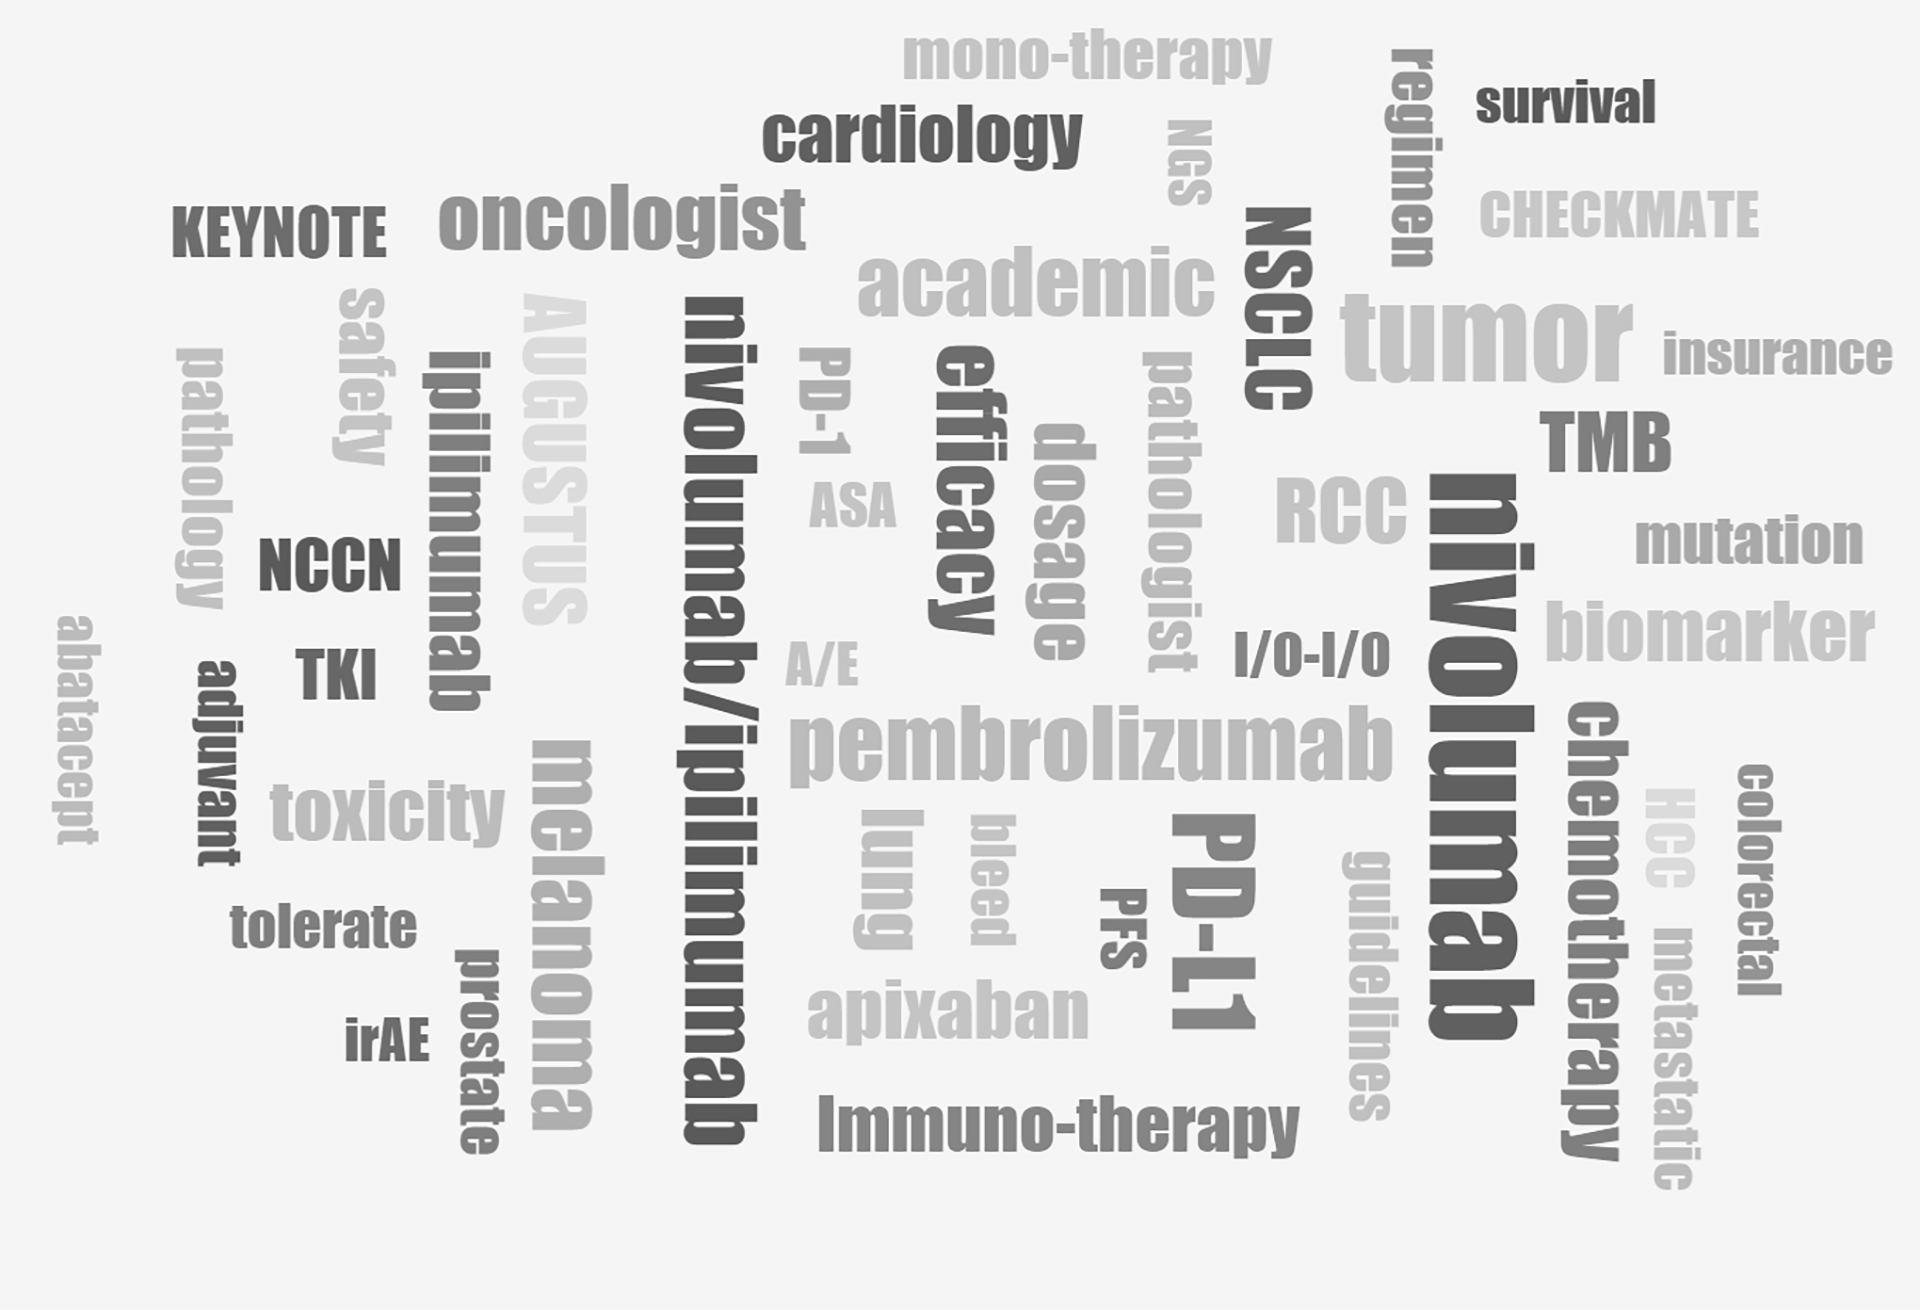 mono-therapy
regimen
survival
cardiology
NGS
CHECKMATE
KEYNOTE
oncologist
NSCLC
academic
safety
AUGUSTUS
nivolumab/ipilimumab
tumor
insurance
pathology
ipilimumab
PD-1
efficacy
pathologist
TMB
dosage
ASA
RCC
nivolumab
mutation
NCCN
biomarker
abatacept
TKI
adjuvant
A/E
I/O-I/O
pembrolizumab
chemotherapy
melanoma
toxicity
lung
bleed
PD-L1
HCC
colorectal
guidelines
PFS
tolerate
metastatic
prostate
apixaban
irAE
Immuno-therapy